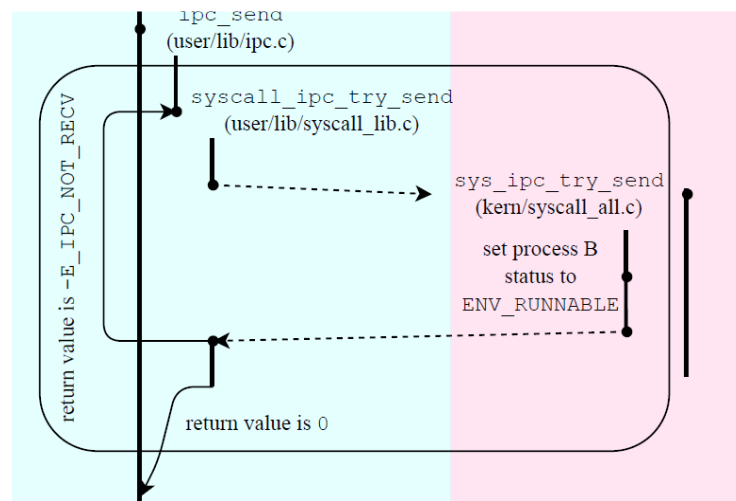 ipc_send
(user/lib/ipc.c)
syscall_ipc_try_send
(user/lib/syscall_lib.c)
sys_ipc_try_send
(kern/syscall_all.c)
set process B
status to
ENV_RUNNABLE
return value is -E_IPC_NOT_RECV
return value is 0